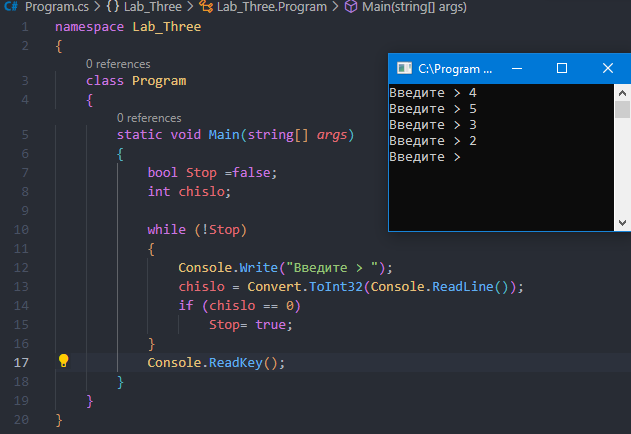 C# Program.cs > {} Lab_Three > Lab_Three.Program > Main(string[] args)
1 namespace Lab_Three
2 {
0 references
3 class Program
4 {
0 references
5 static void Main(string[] args)
6 {
7 bool Stop =false;
8 int chislo;
9
10 while (!Stop)
11 {
12 Console.Write("Введите > ");
13 chislo = Convert.ToInt32(Console.ReadLine());
14 if (chislo == 0)
15 Stop= true;
16 }
17 Console.ReadKey();
18 }
19 }
20 }
C:\Program ...
Введите > 4
Введите > 5
Введите > 3
Введите > 2
Введите >